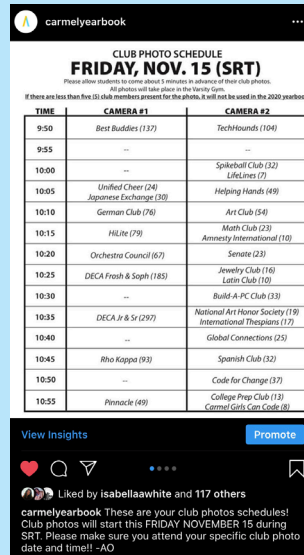 carmelyearbook
CLUB PHOTO SCHEDULE
FRIDAY, NOV. 15 (SRT)
Please allow students to come about 5 minutes in advance of their club photos.
All photos will take place in the Varsity Gym.
If there are less than five (5) club members present for the photo, it will not be used in the 2020 yearboo
TIME CAMERA #1 CAMERA #2
9:50 Best Buddies (137) TechHounds (104)
9:55 -- --
10:00 -- Spikeball Club (32)
LifeLines (7)
10:05 Unified Cheer (24) Helping Hands (49)
Japanese Exchange (30)
10:10 German Club (76) Art Club (54)
10:15 HiLite (79) Math Club (23)
Amnesty International (10)
10:20 Orchestra Council (67) Senate (23)
10:25 DECA Frosh & Soph (185) Jewelry Club (16)
Latin Club (10)
10:30 -- Build-A-PC Club (33)
10:35 DECA Jr & Sr (297) National Art Honor Society (19)
International Thespians (17)
10:40 -- Global Connections (25)
10:45 Rho Kappa (93) Spanish Club (32)
10:50 -- Code for Change (37)
10:55 Pinnacle (49) College Prep Club (13)
Carmel Girls Can Code (8)
View Insights
Promote
Liked by isabellaawhite and 117 others
carmelyearbook These are your club photos schedules!
Club photos will start this FRIDAY NOVEMBER 15 during
SRT. Please make sure you attend your specific club photo
date and time!! -AO